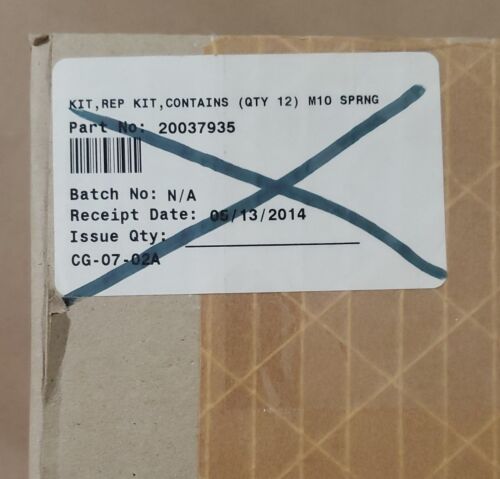 KIT,REP KIT,CONTAINS (QTY 12) M10 SPRNG
Part No: 20037935
Batch No: N/A
Receipt Date: 05/13/2014
Issue Qty:
CG-07-02A